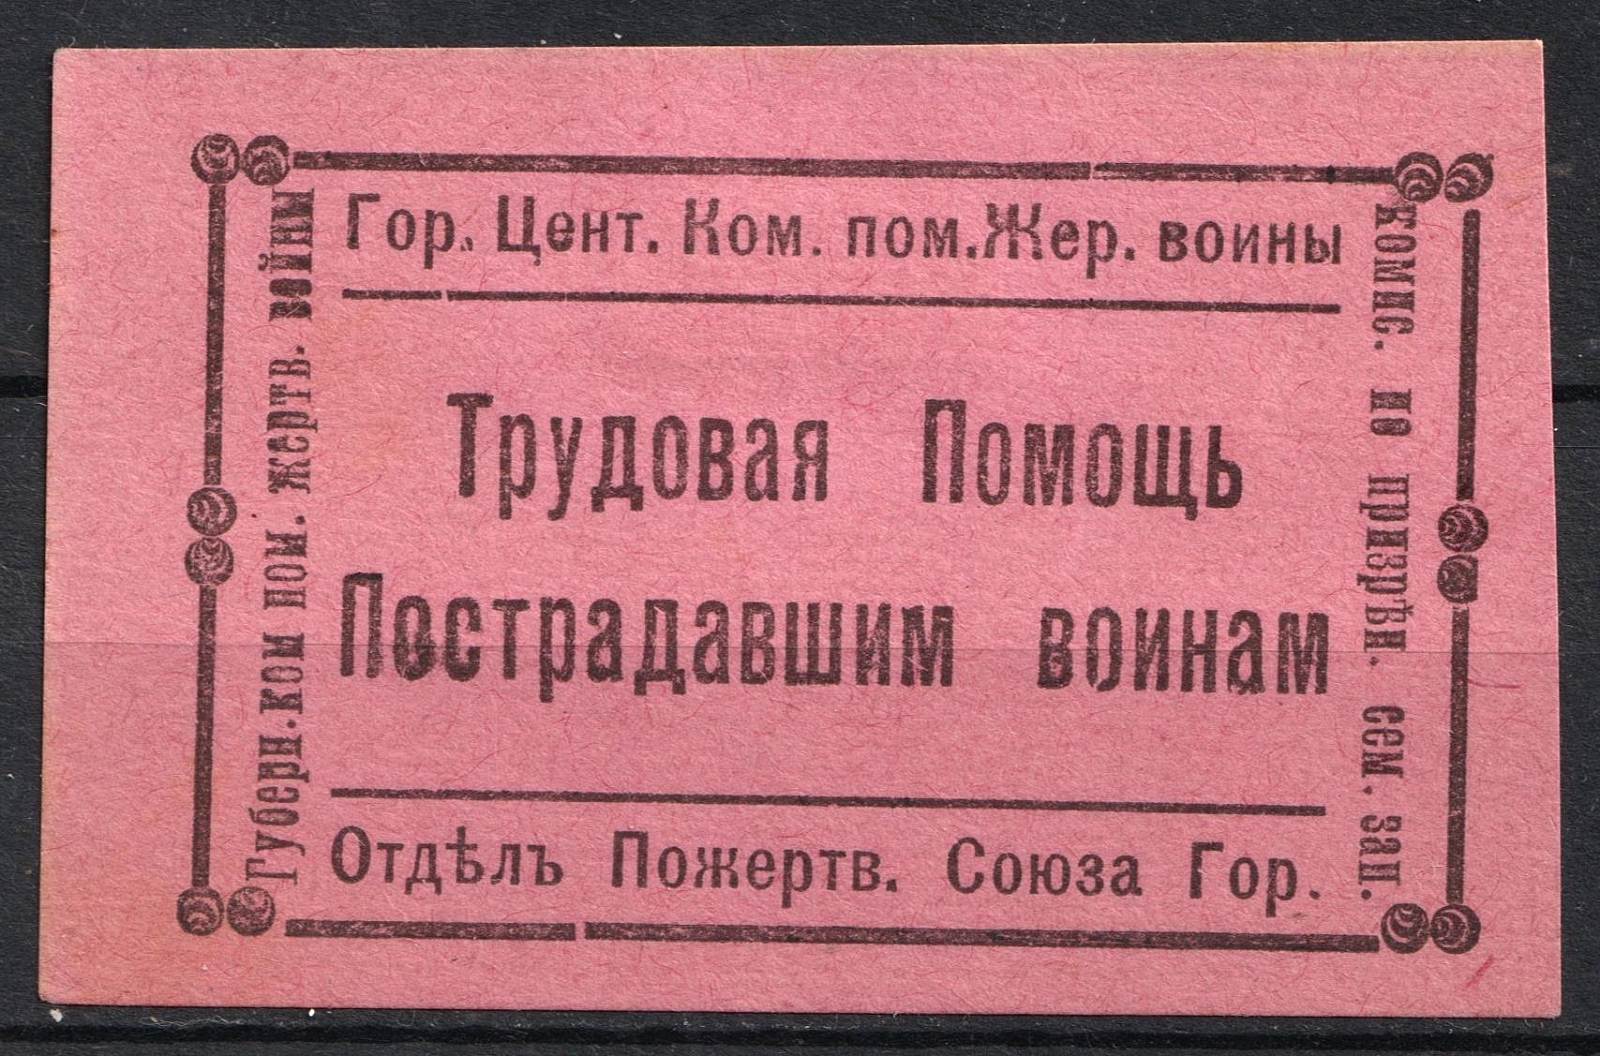 Гор. Цент. Ком. пом. Жер. воины
Трудовая Помощь
Пострадавшим воинам
Отдѣлъ Пожертв. Союза Гор.
Губерн. ком пом. жертв. войны
Комис. по призрѣн. сем. зап.